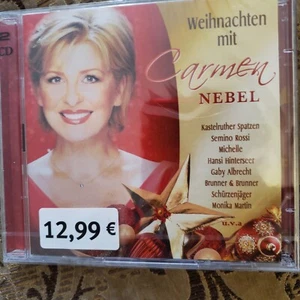 2
CD
Weihnachten
mit
Carmen
NEBEL
Kastelruther Spatzen
Semino Rossi
Michelle
Hansi Hinterseer
Gaby Albrecht
Brunner & Brunner
Schürzenjäger
Monika Martin
u.v.a
12,99 €